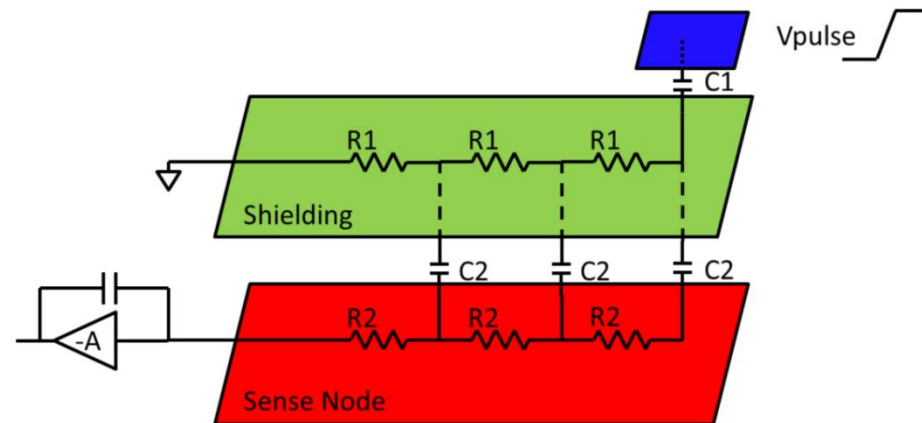 Vpulse
C1
R1 R1 R1
Shielding
C2 C2 C2
R2 R2 R2
-A
Sense Node